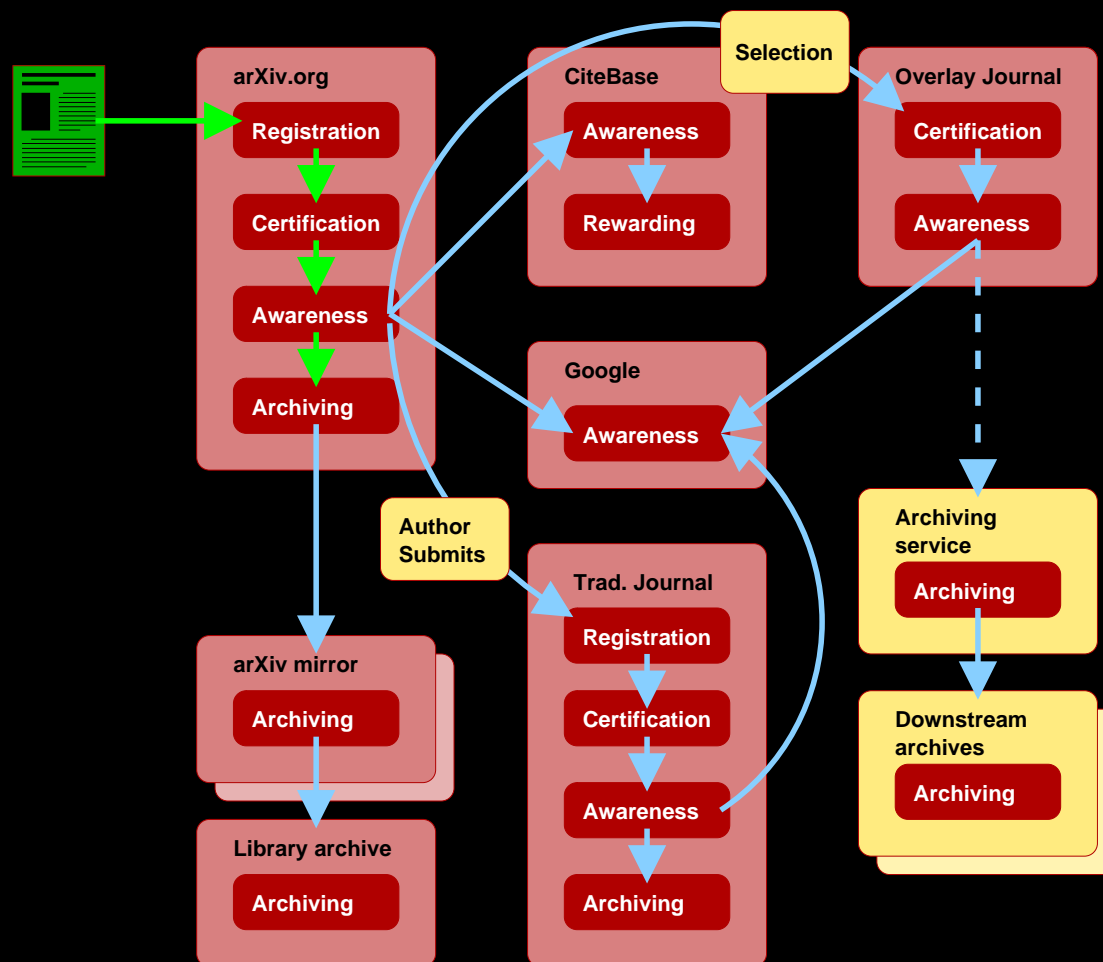 arXiv.org
Registration
Certification
Awareness
Archiving
CiteBase
Awareness
Rewarding
Selection
Overlay Journal
Certification
Awareness
Google
Awareness
Author
Submits
Trad. Journal
Registration
Certification
Awareness
Archiving
Archiving
service
Archiving
Downstream
archives
Archiving
arXiv mirror
Archiving
Library archive
Archiving